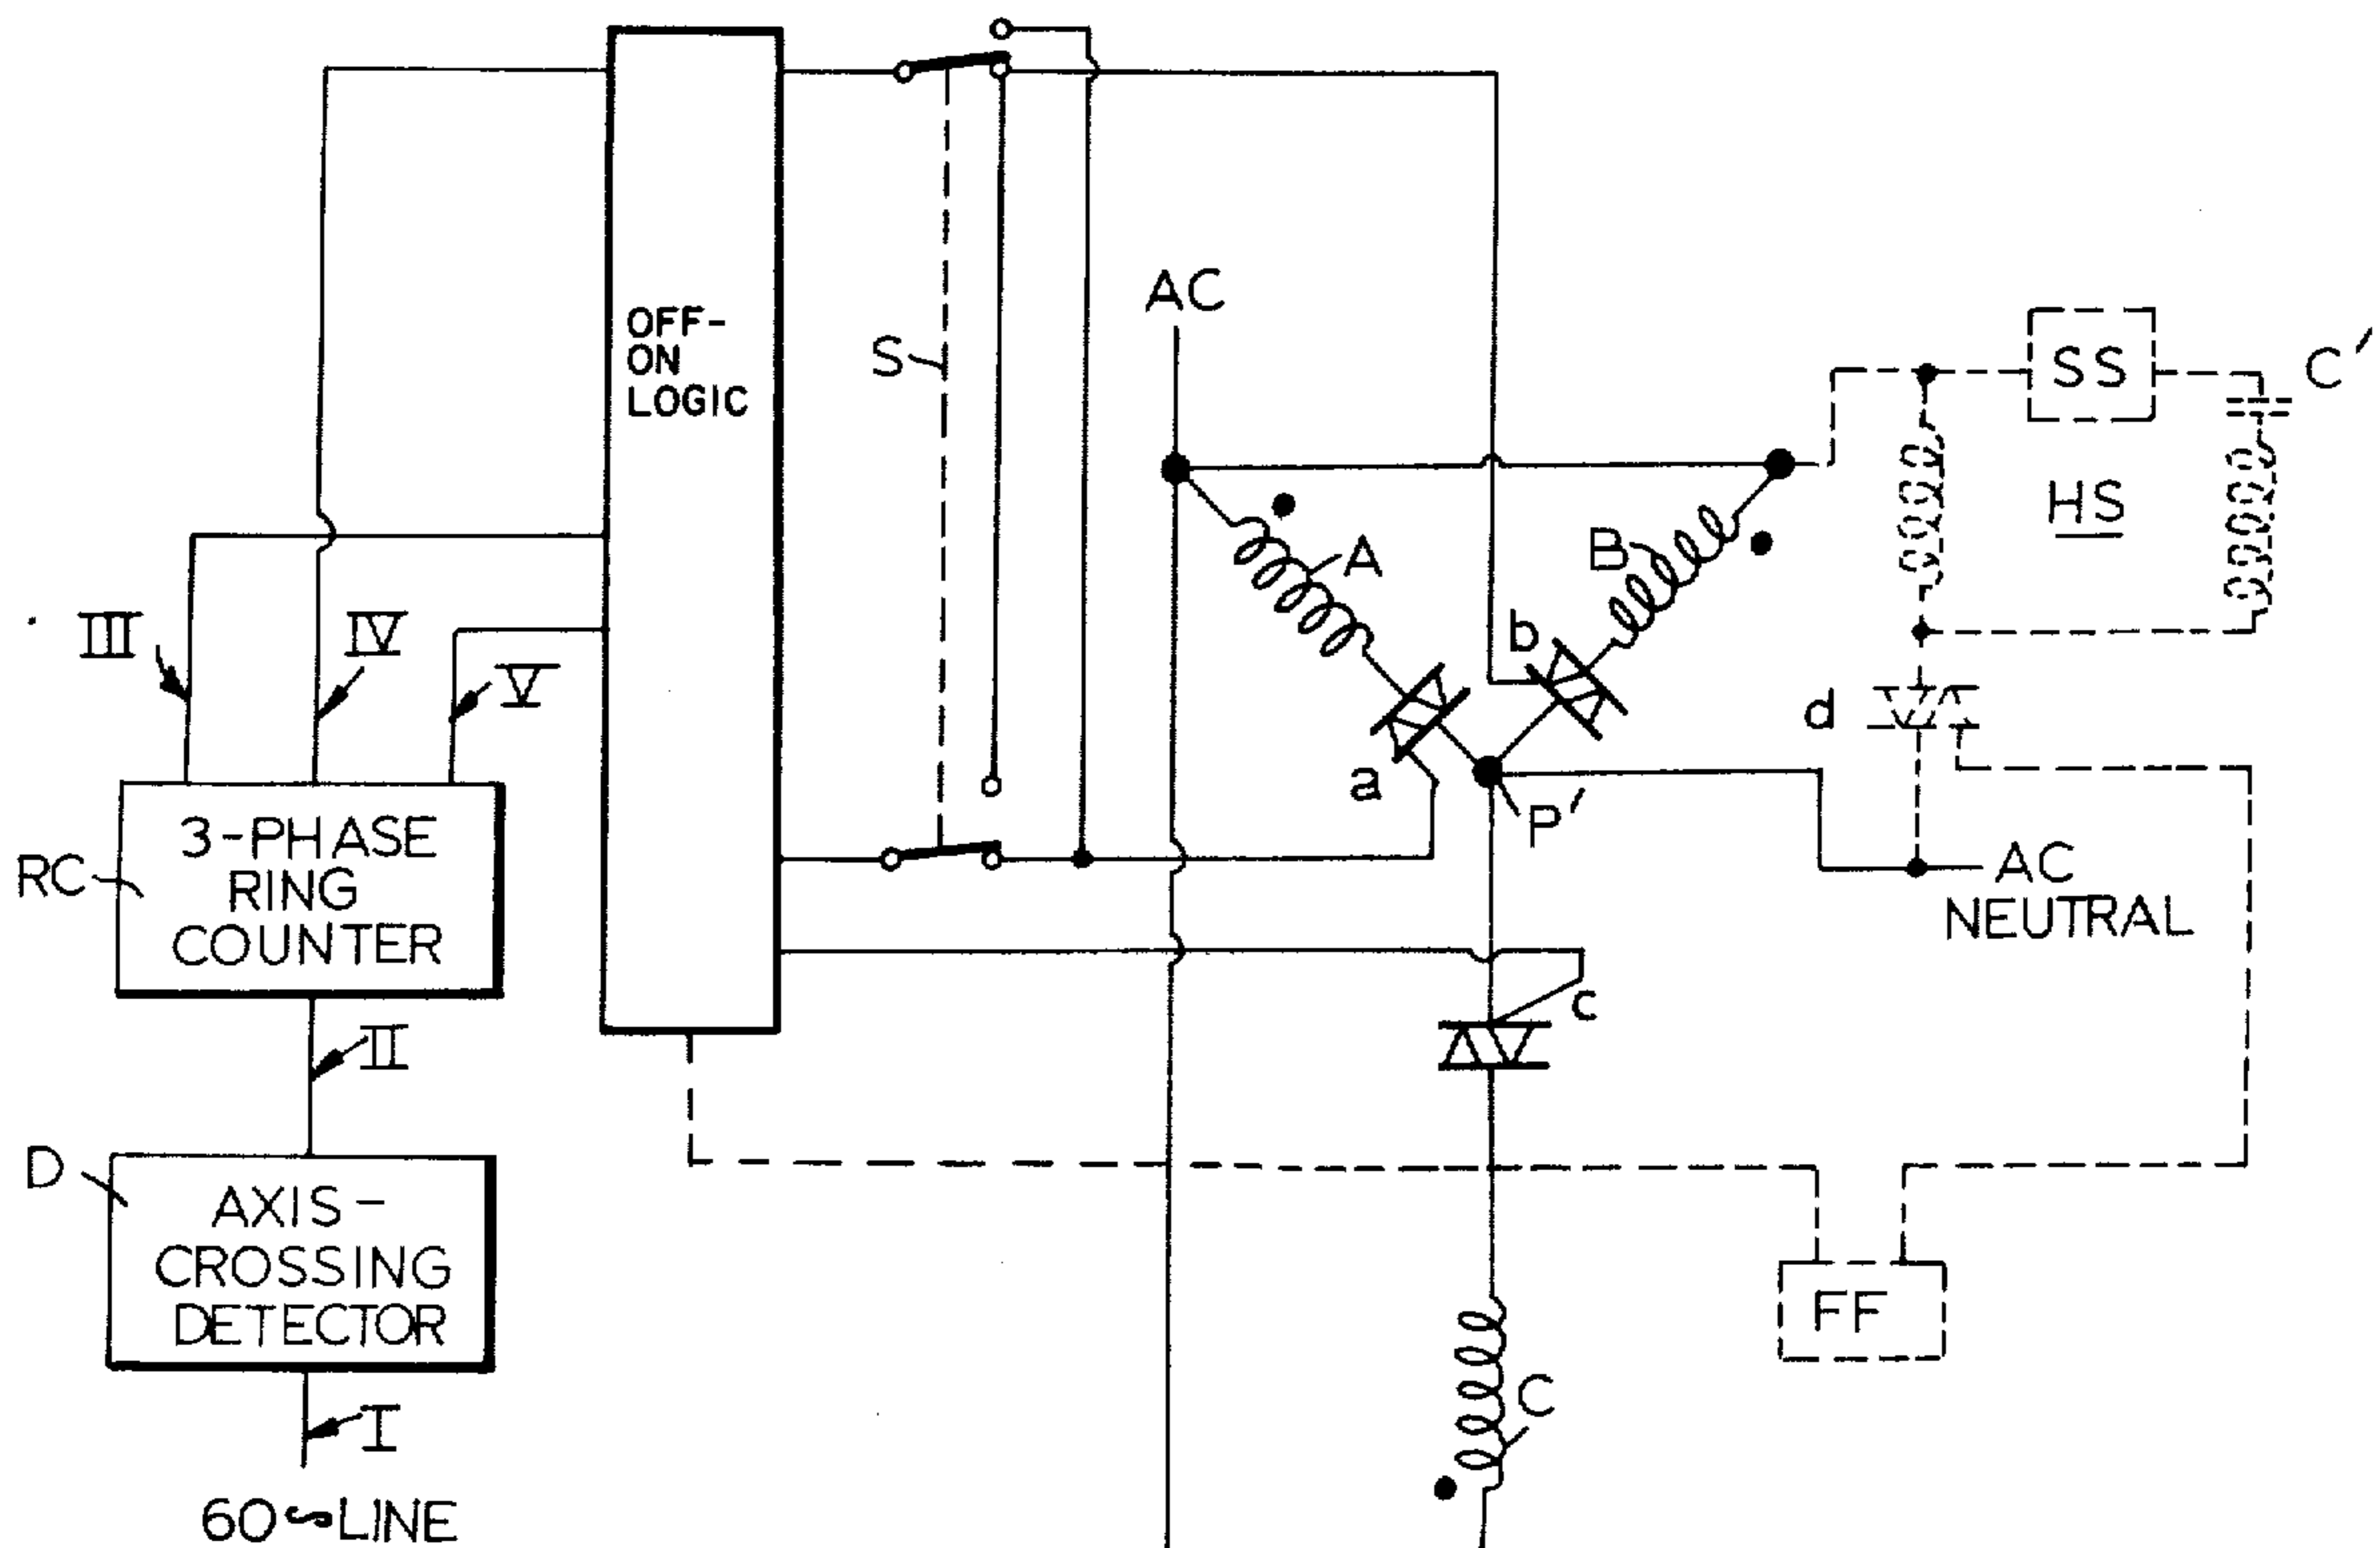 OFF-
ON
LOGIC
S
AC
SS
C′
HS
A
B
b
a
d
P′
AC
NEUTRAL
III
IV
V
RC
3-PHASE
RING
COUNTER
c
II
D
AXIS-
CROSSING
DETECTOR
FF
C
I
60∾LINE